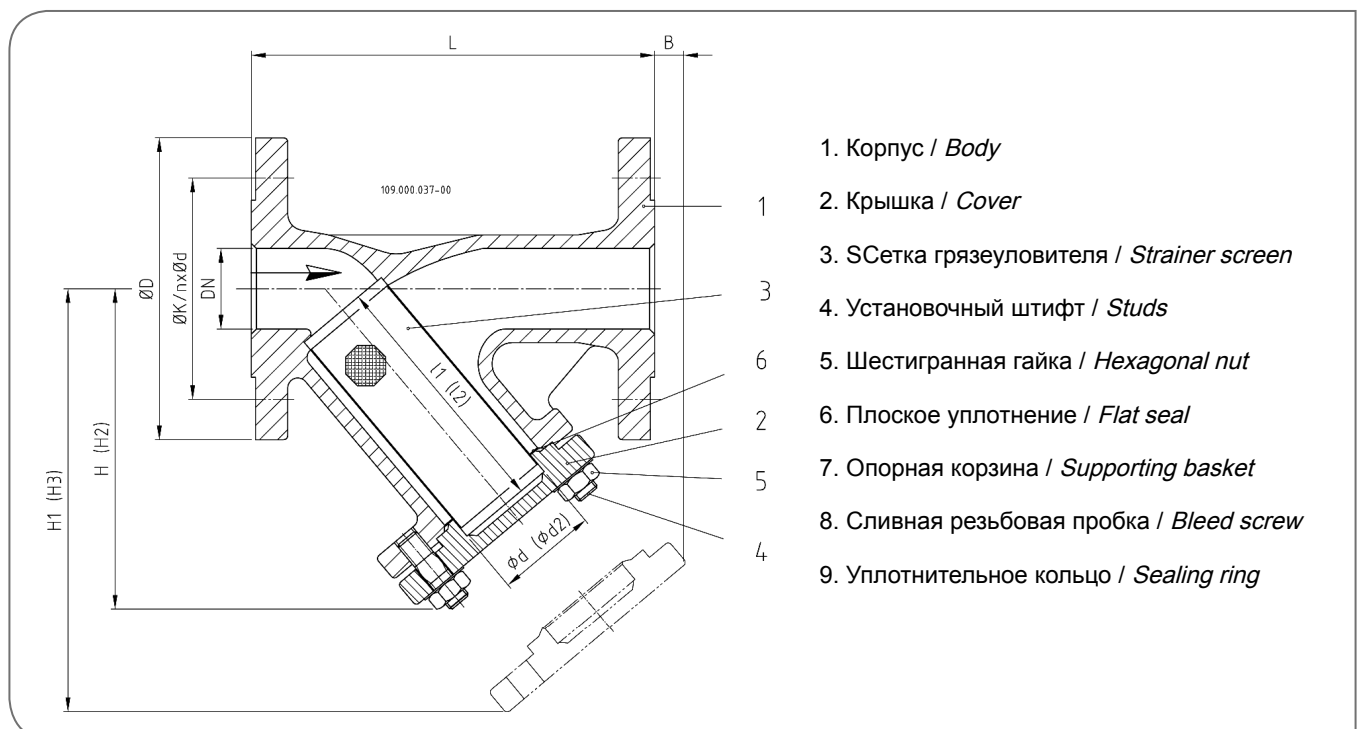 L
B
109.000.037-00
ØD
ØK/nxØd
DN
H (H2)
H1 (H3)
l1 (l2)
Φd (Φd2)
1
3
6
2
5
4
1. Корпус / Body
2. Крышка / Cover
3. SСетка грязеуловителя / Strainer screen
4. Установочный штифт / Studs
5. Шестигранная гайка / Hexagonal nut
6. Плоское уплотнение / Flat seal
7. Опорная корзина / Supporting basket
8. Сливная резьбовая пробка / Bleed screw
9. Уплотнительное кольцо / Sealing ring